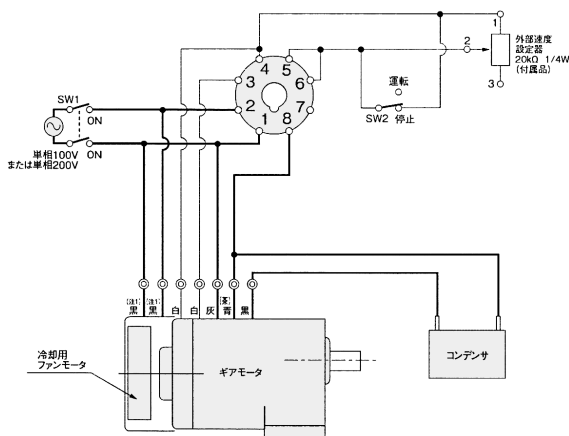 1
2
3
外部速度
設定器
20kΩ 1/4W
(付属品)
4
5
3
6
2
7
1
8
運転
SW2 停止
SW1
ON
ON
単相100V
または単相200V
(注1)
黒
(注1)
黒
白
白
灰
(茶)
青
黒
冷却用
ファンモータ
ギアモータ
コンデンサ